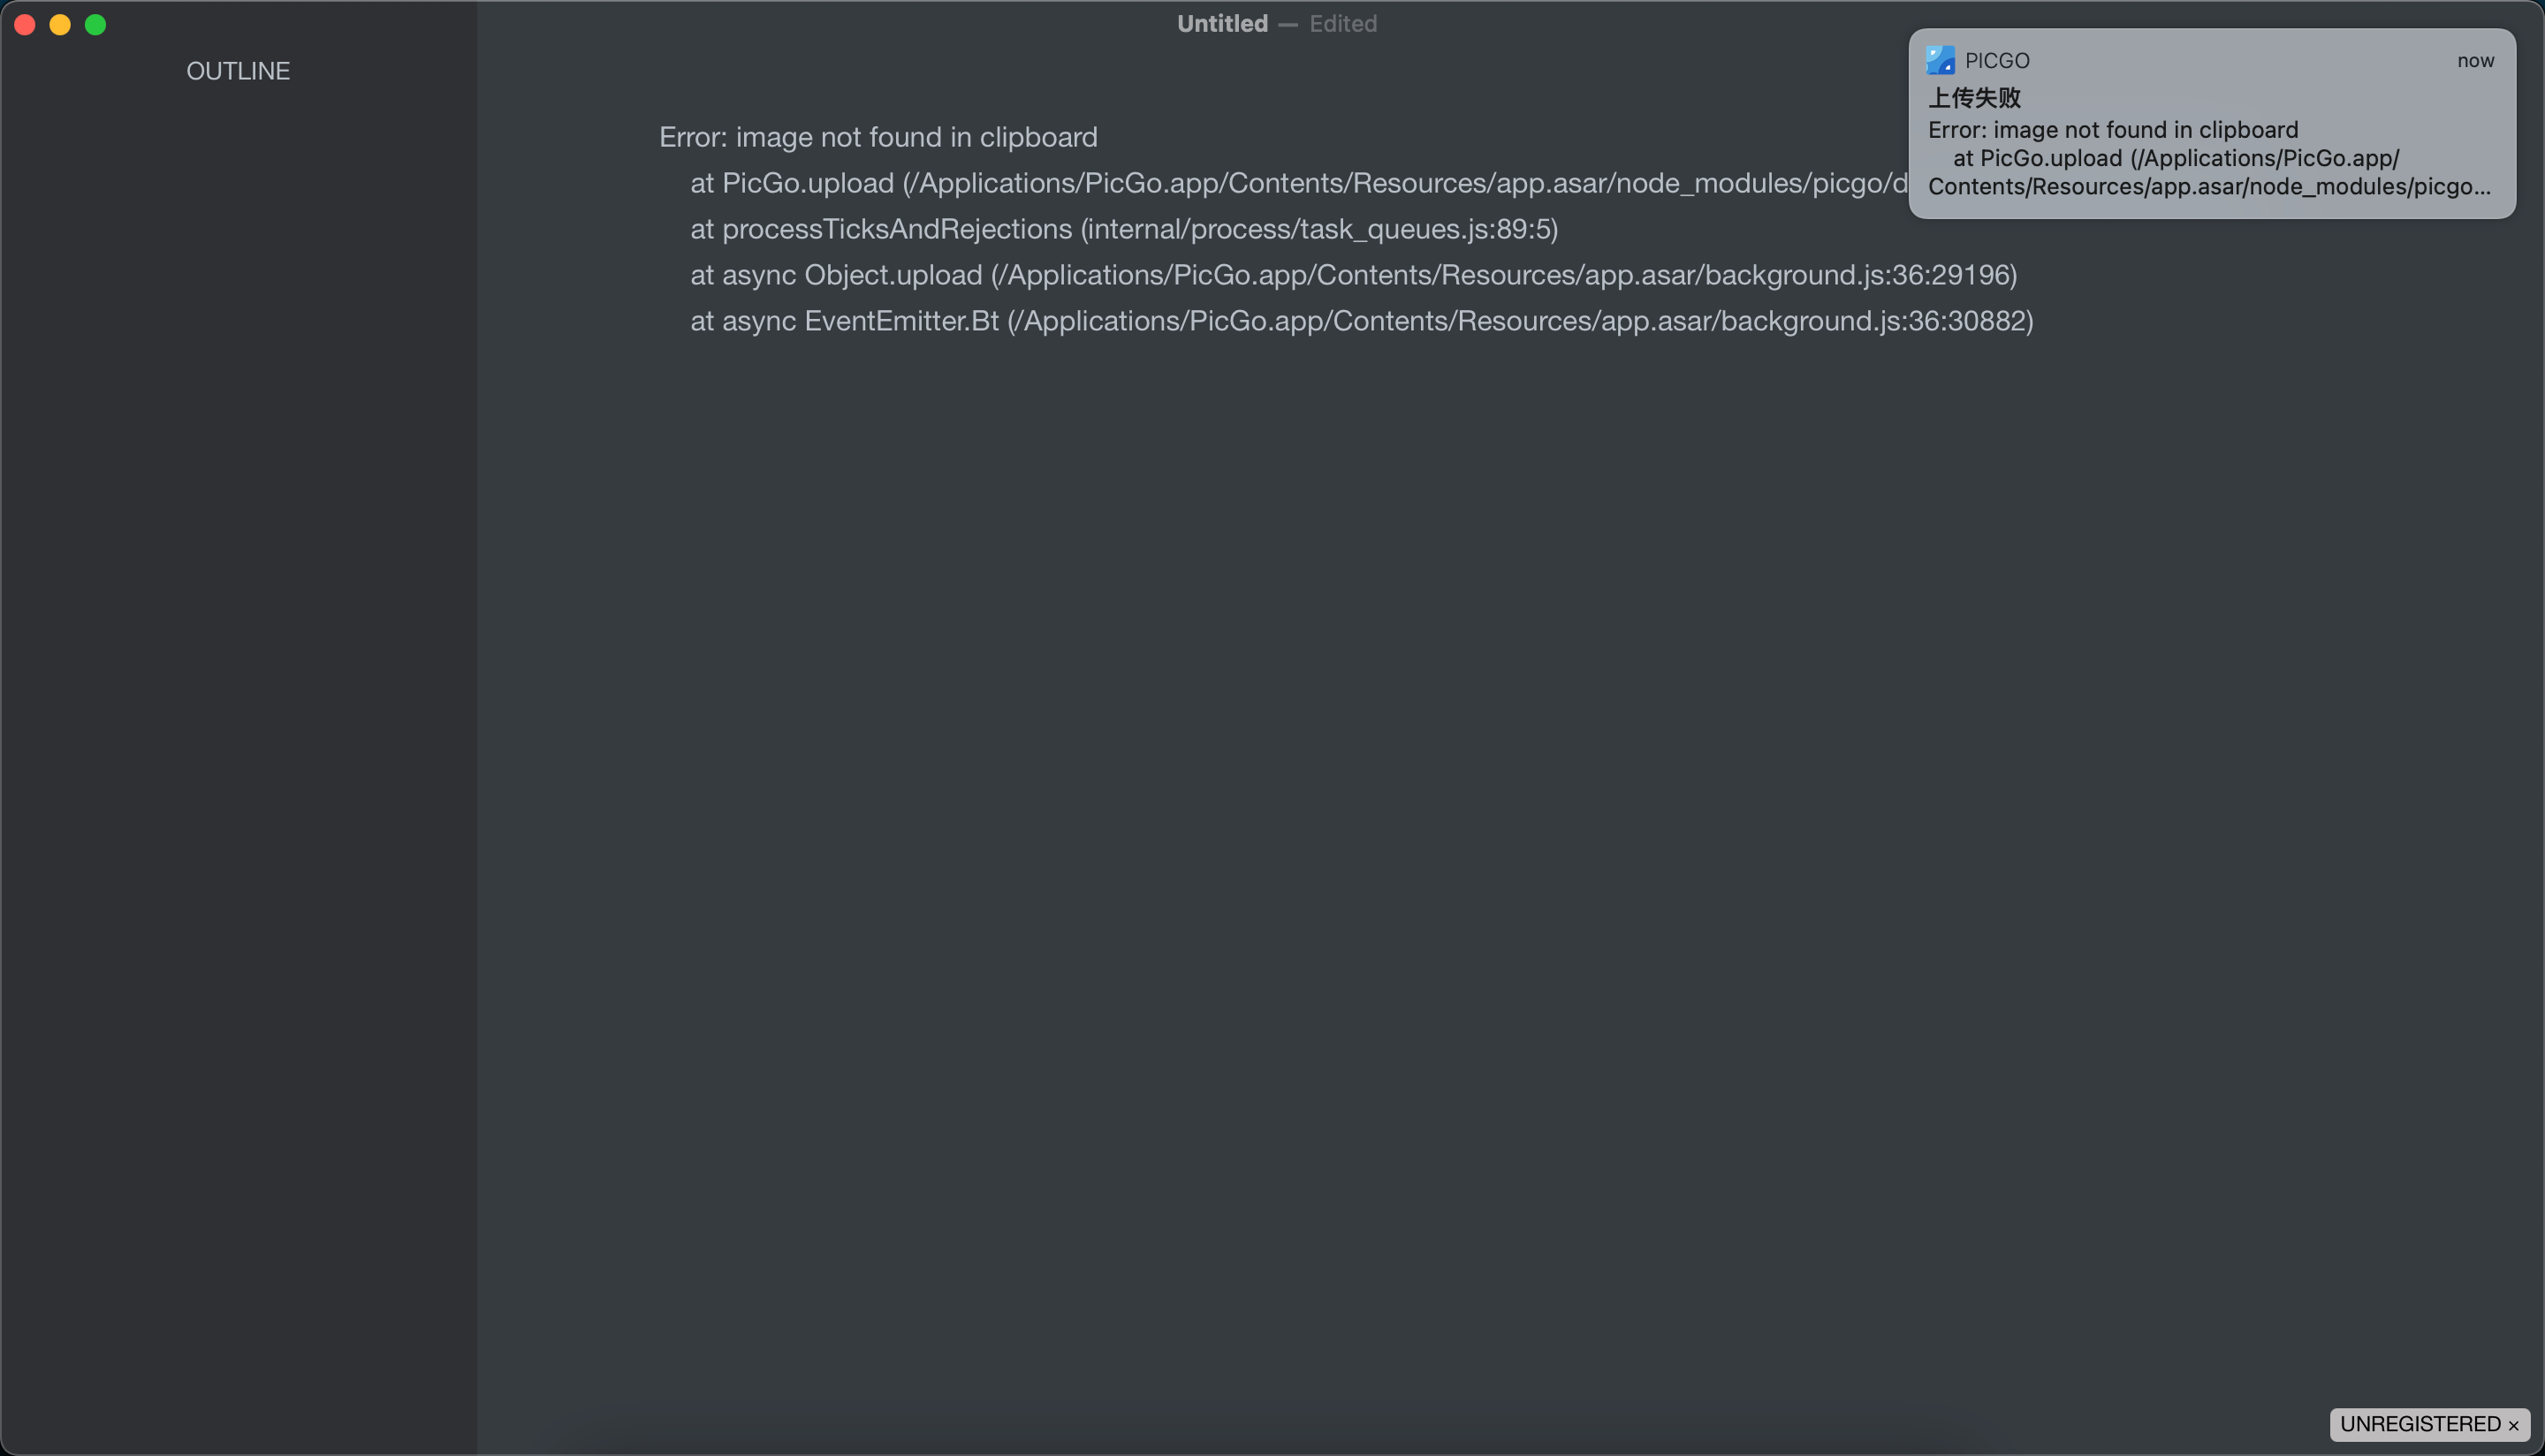 Untitled — Edited
OUTLINE
Error: image not found in clipboard
at PicGo.upload (/Applications/PicGo.app/Contents/Resources/app.asar/node_modules/picgo/d
at processTicksAndRejections (internal/process/task_queues.js:89:5)
at async Object.upload (/Applications/PicGo.app/Contents/Resources/app.asar/background.js:36:29196)
at async EventEmitter.Bt (/Applications/PicGo.app/Contents/Resources/app.asar/background.js:36:30882)
PICGO now
上传失败
Error: image not found in clipboard
at PicGo.upload (/Applications/PicGo.app/
Contents/Resources/app.asar/node_modules/picgo...
UNREGISTERED ×